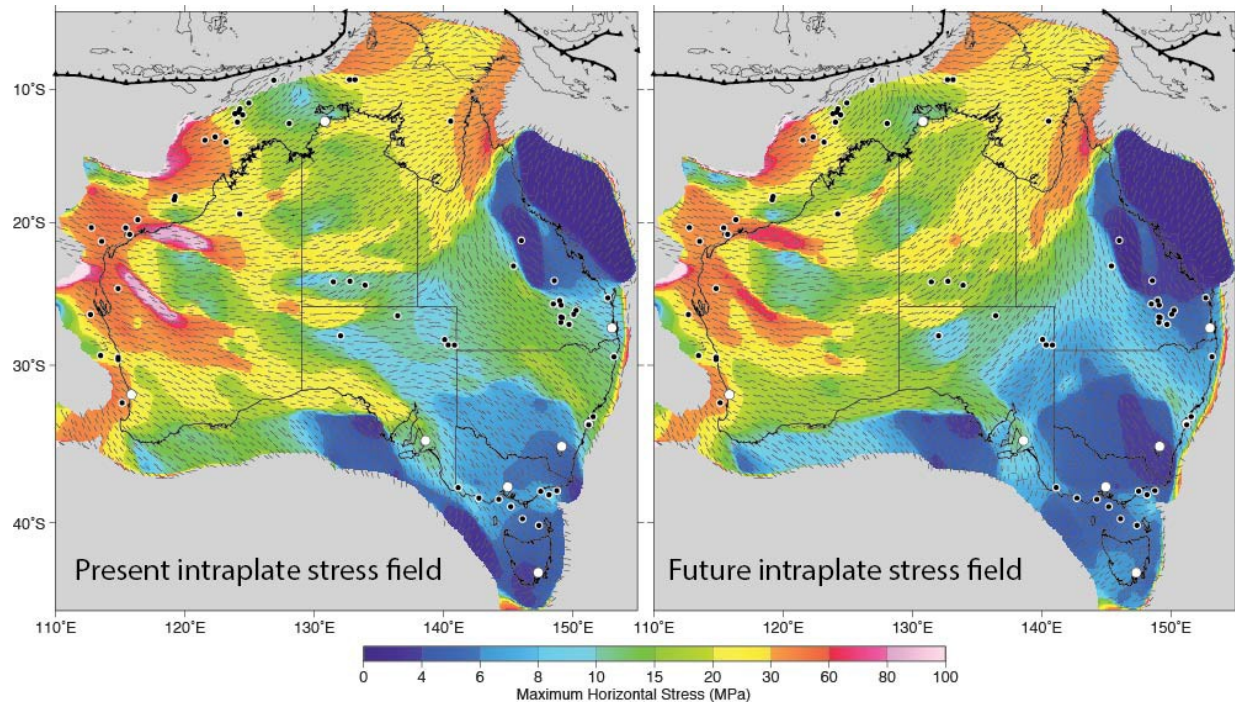 10°S
20°S
30°S
40°S
Present intraplate stress field
Future intraplate stress field
110°E 120°E 130°E 140°E 150°E 110°E 120°E 130°E 140°E 150°E
0 4 6 8 10 15 20 30 60 80 100
Maximum Horizontal Stress (MPa)